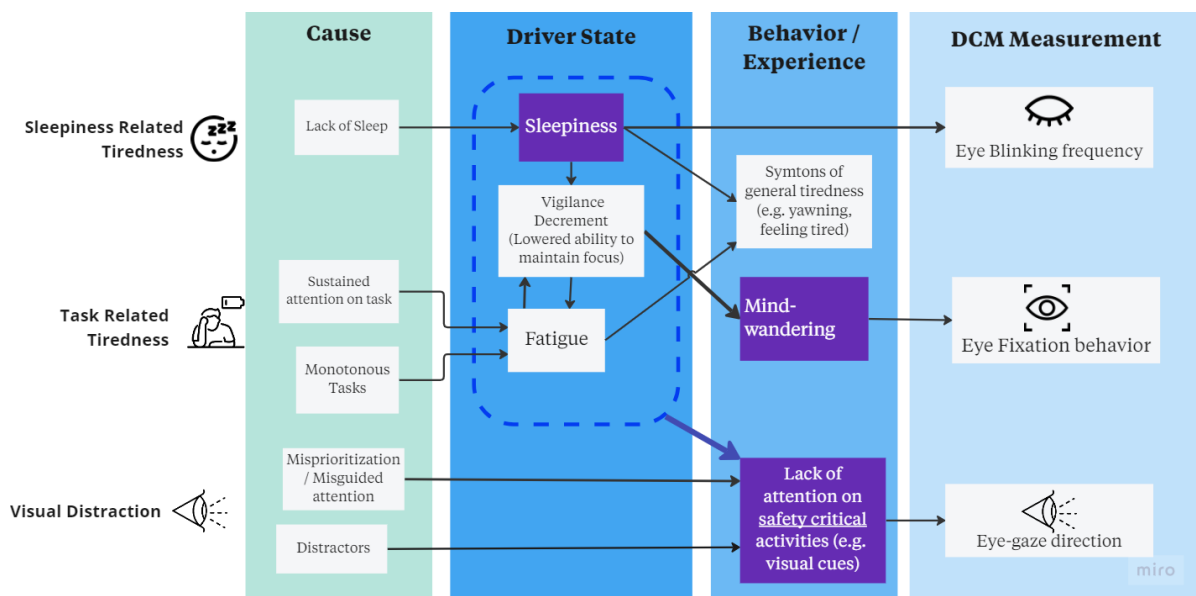 Cause
Driver State
Behavior /
Experience
DCM Measurement
Sleepiness Related
Tiredness
zzz
Lack of Sleep
Sleepiness
Eye Blinking frequency
Vigilance
Decrement
(Lowered ability to
maintain focus)
Symtons of
general tiredness
(e.g. yawning,
feeling tired)
Task Related
Tiredness
Sustained
attention on task
Monotonous
Tasks
Fatigue
Mind-
wandering
Eye Fixation behavior
Visual Distraction
Misprioritization
/ Misguided
attention
Distractors
Lack of
attention on
safety critical
activities (e.g.
visual cues)
Eye-gaze direction
miro